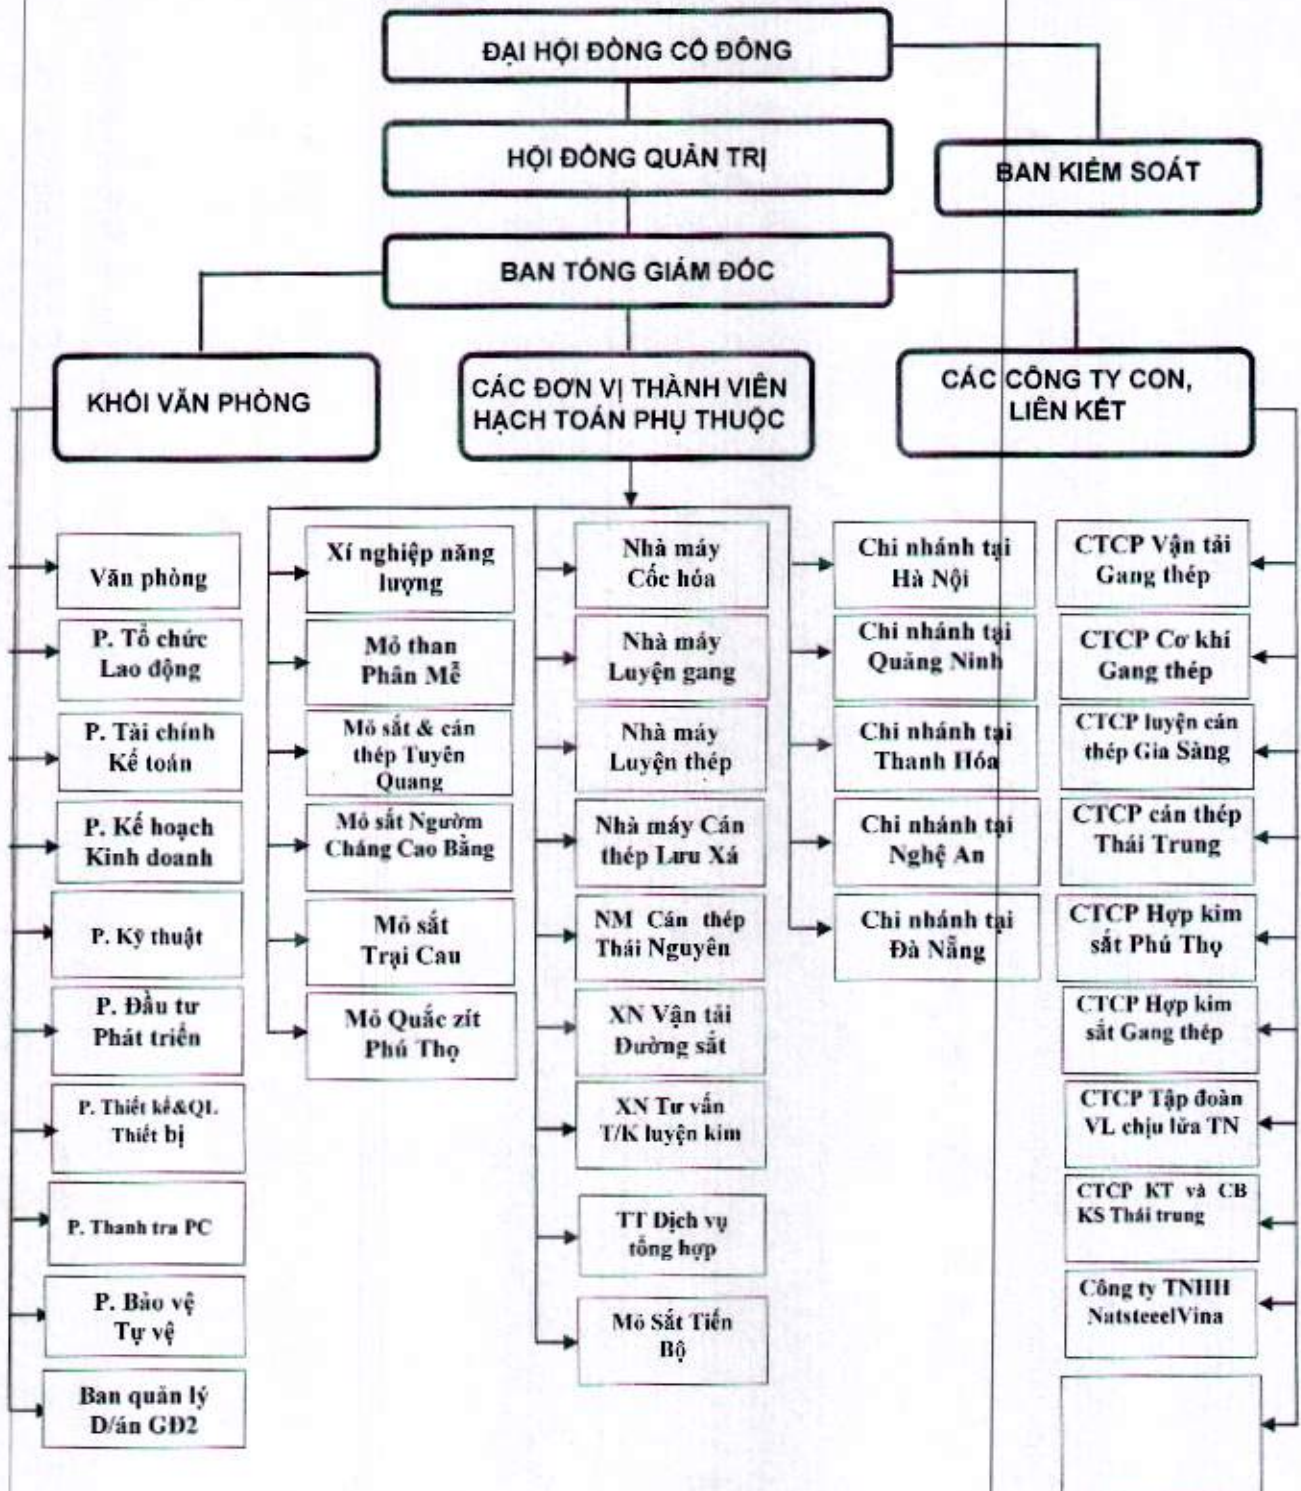 ĐẠI HỘI ĐỒNG CỔ ĐÔNG
HỘI ĐỒNG QUẢN TRỊ
BAN KIỂM SOÁT
BAN TỔNG GIÁM ĐỐC
KHỐI VĂN PHÒNG
CÁC ĐƠN VỊ THÀNH VIÊN
HẠCH TOÁN PHỤ THUỘC
CÁC CÔNG TY CON,
LIÊN KẾT
Văn phòng
P. Tổ chức
Lao động
P. Tài chính
Kế toán
P. Kế hoạch
Kinh doanh
P. Kỹ thuật
P. Đầu tư
Phát triển
P. Thiết kế&QL
Thiết bị
P. Thanh tra PC
P. Bảo vệ
Tự vệ
Ban quản lý
D/án GĐ2
Xí nghiệp năng
lượng
Mỏ than
Phấn Mễ
Mỏ sắt & cán
thép Tuyên
Quang
Mỏ sắt Ngườm
Cháng Cao Bằng
Mỏ sắt
Trại Cau
Mỏ Quắc zít
Phú Thọ
Nhà máy
Cốc hóa
Nhà máy
Luyện gang
Nhà máy
Luyện thép
Nhà máy Cán
thép Lưu Xá
NM Cán thép
Thái Nguyên
XN Vận tải
Đường sắt
XN Tư vấn
T/K luyện kim
TT Dịch vụ
tổng hợp
Mỏ Sắt Tiến
Bộ
Chi nhánh tại
Hà Nội
Chi nhánh tại
Quảng Ninh
Chi nhánh tại
Thanh Hóa
Chi nhánh tại
Nghệ An
Chi nhánh tại
Đà Nẵng
CTCP Vận tải
Gang thép
CTCP Cơ khí
Gang thép
CTCP luyện cán
thép Gia Sàng
CTCP cán thép
Thái Trung
CTCP Hợp kim
sắt Phú Thọ
CTCP Hợp kim
sắt Gang thép
CTCP Tập đoàn
VL chịu lửa TN
CTCP KT và CB
KS Thái trung
Công ty TNHH
NatsteeelVina